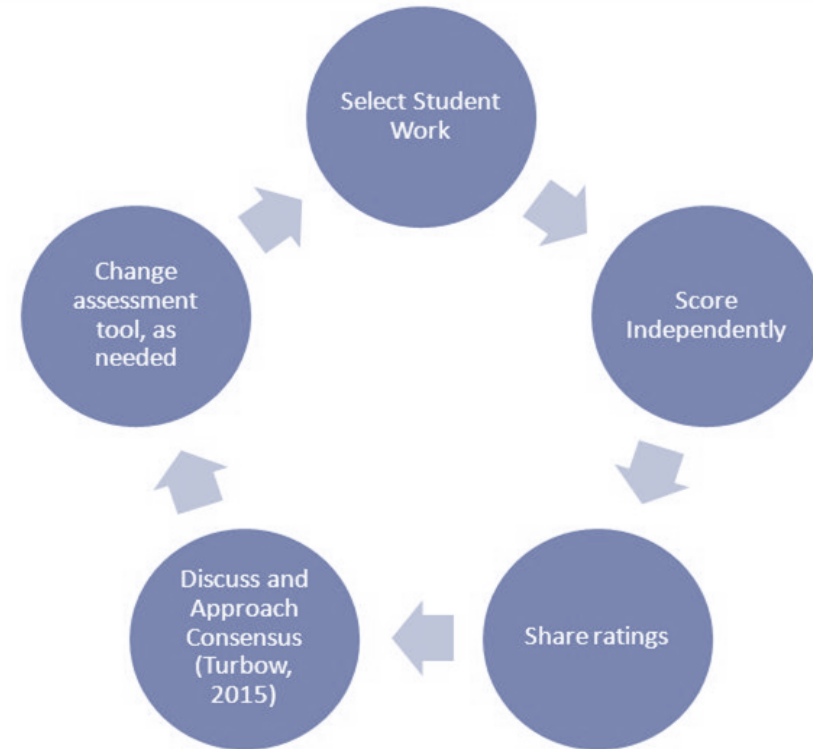 Select Student
Work
Score
Independently
Share ratings
Discuss and
Approach
Consensus
(Turbow,
2015)
Change
assessment
tool, as
needed